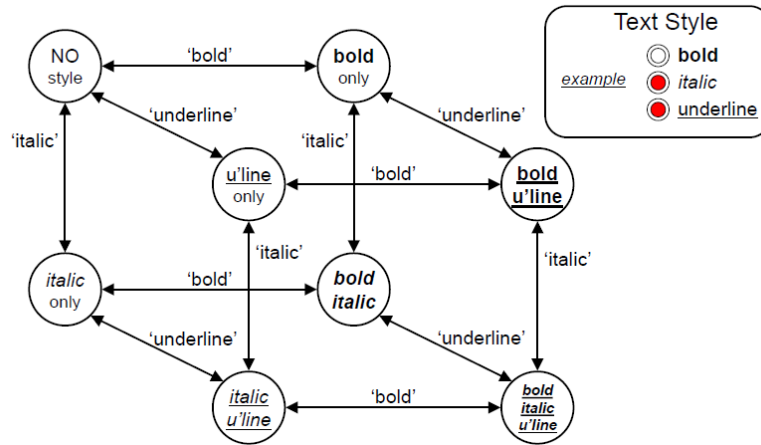 Text Style
bold
example
italic
underline
NO
style
‘bold’
bold
only
‘underline’
‘underline’
‘italic’
‘italic’
u’line
only
‘bold’
bold
u’line
‘italic’
‘italic’
italic
only
‘bold’
bold
italic
‘underline’
‘underline’
italic
u’line
‘bold’
bold
italic
u’line